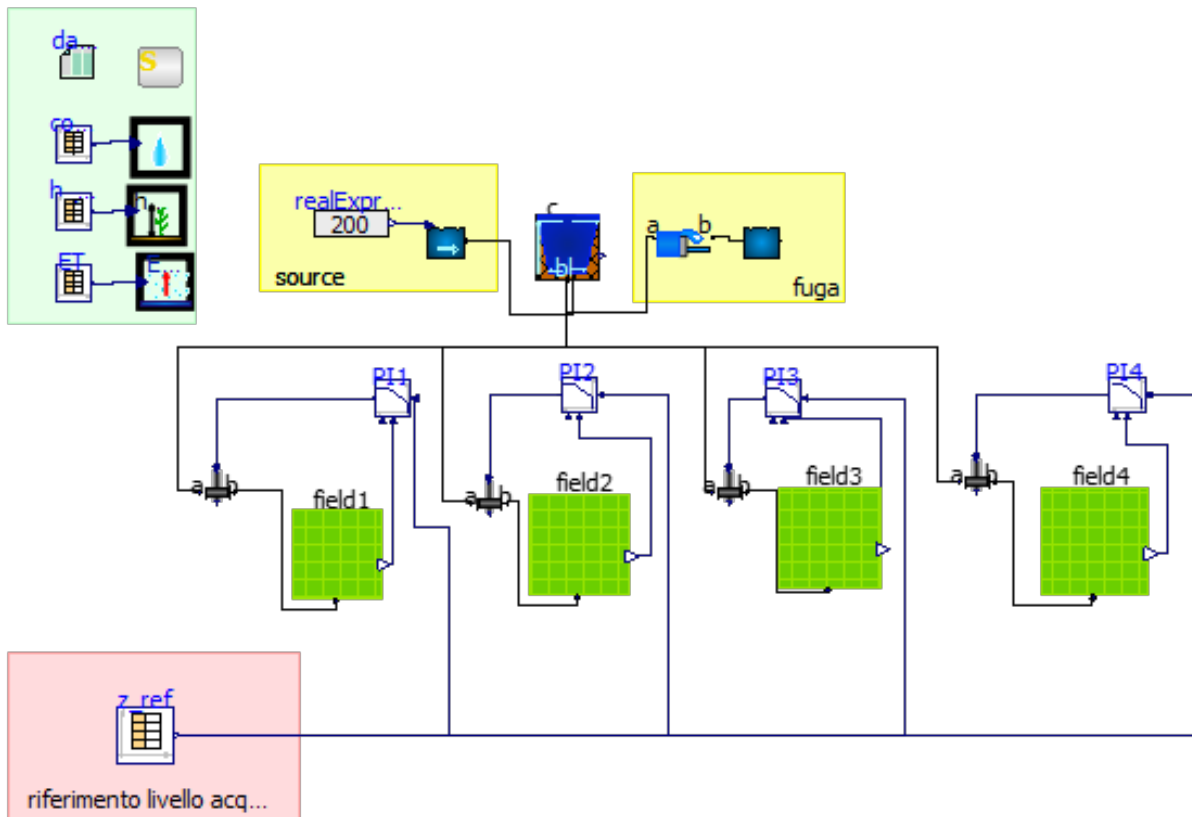 da...
S
co...
h ...
n
ET
E...
realExpr...
200
source
c
b
a b
fuga
PI1
PI2
PI3
PI4
a b
a b
a b
a b
field1
field2
field3
field4
z_ref
riferimento livello acq...